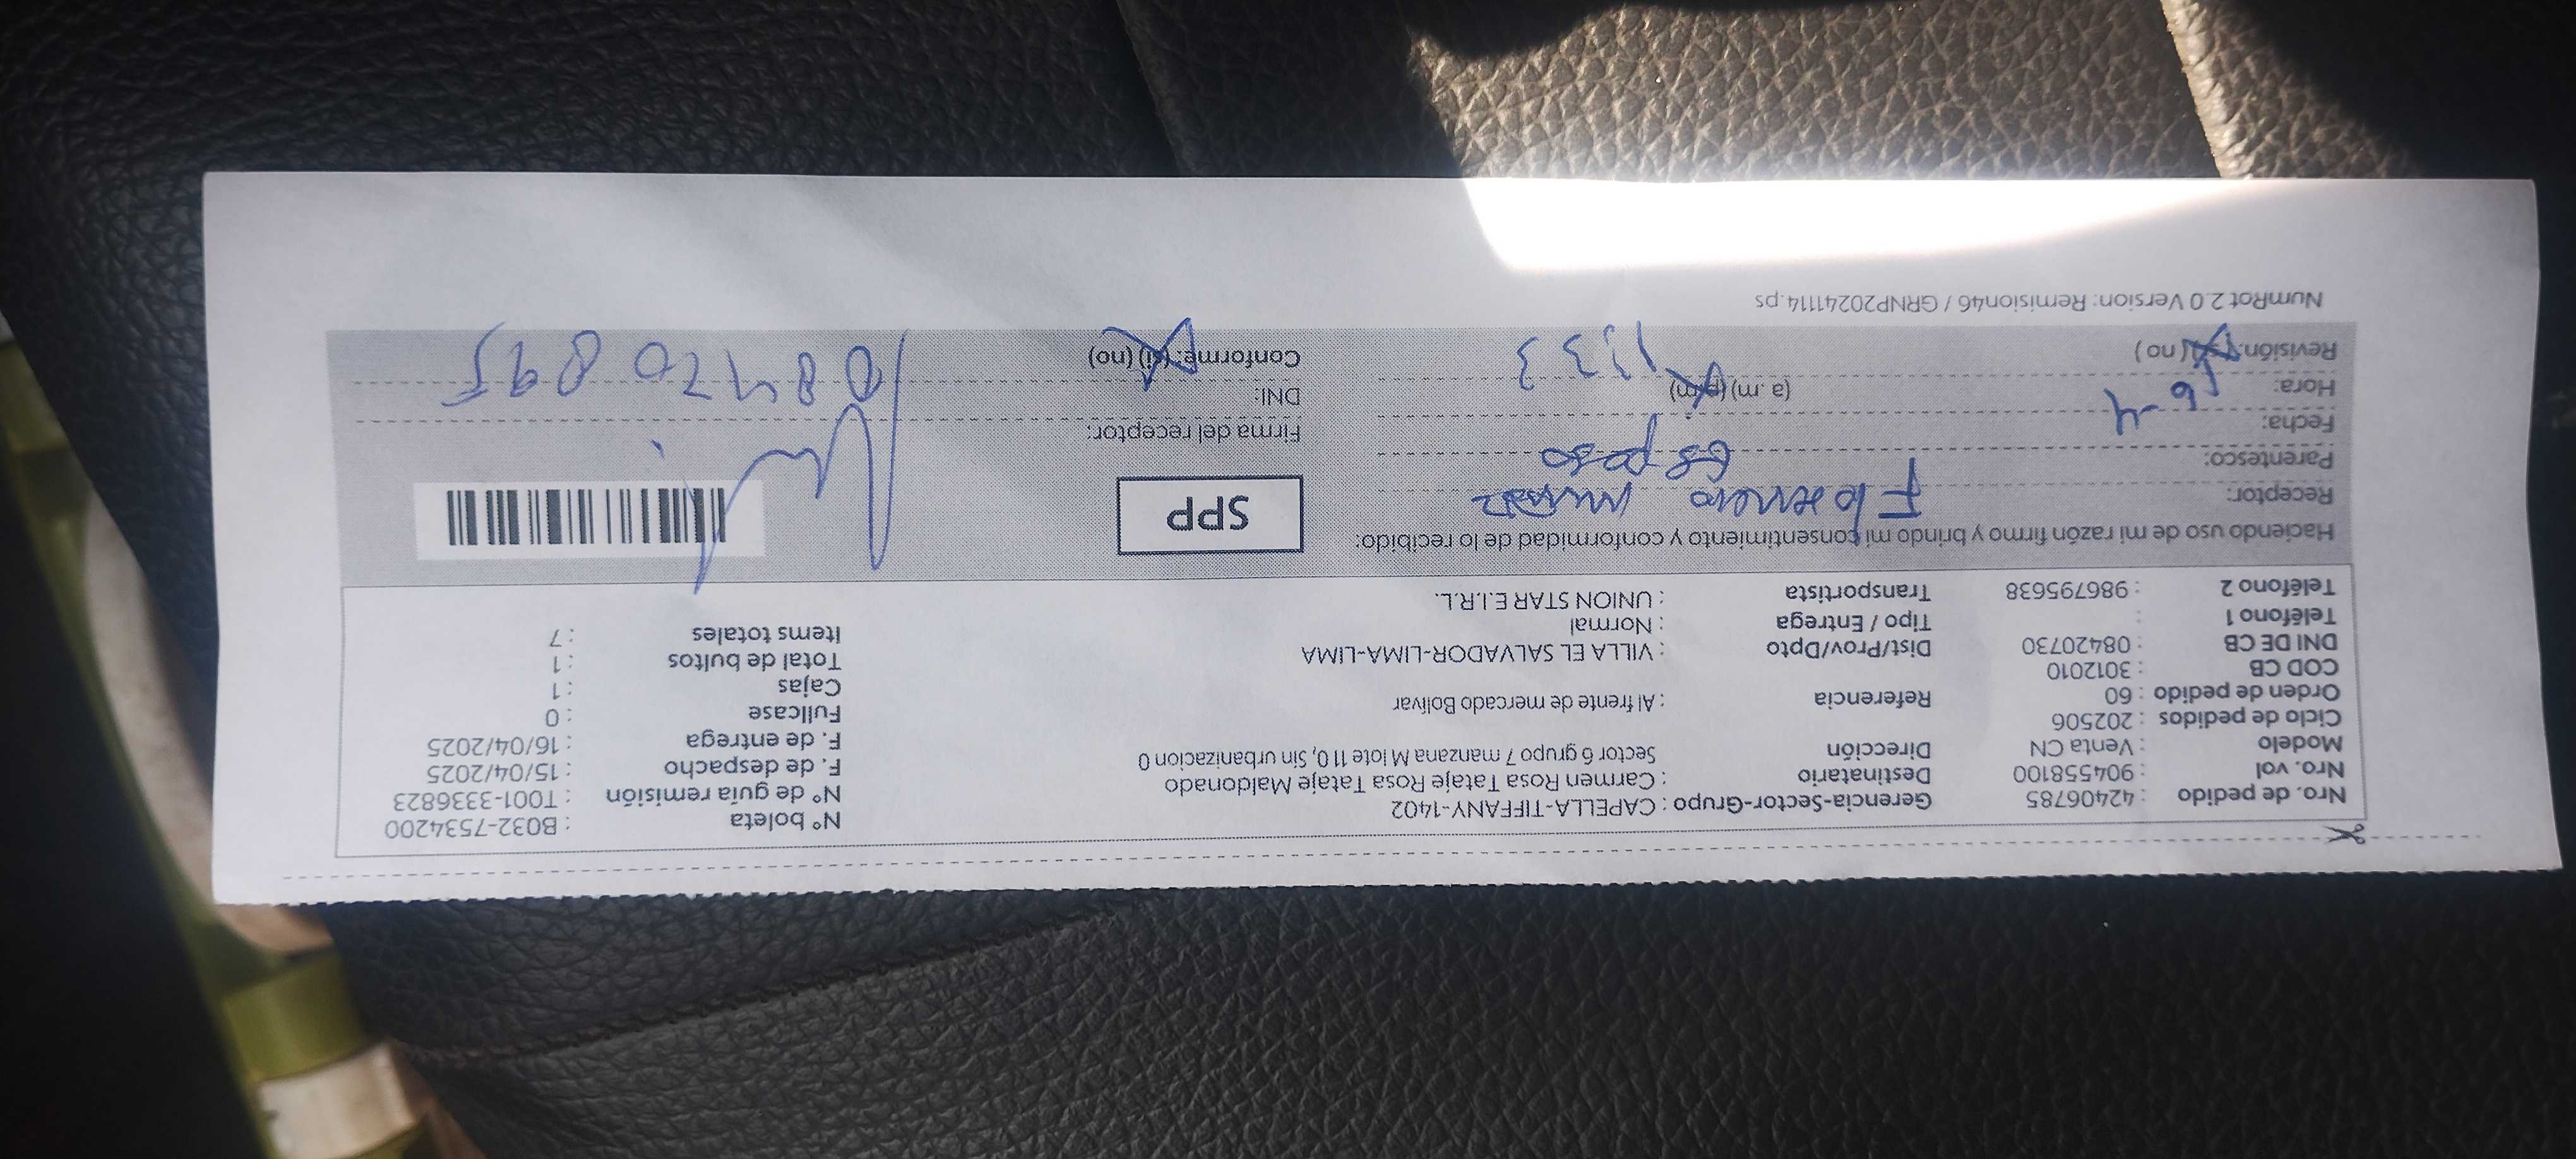 Nro. de pedido : 42406785 Gerencia-Sector-Grupo : CAPELLA-TIFFANY-1402 N° boleta : B032-7534200
Nro. vol : 904558100 Destinatario : Carmen Rosa Tataje Rosa Tataje Maldonado N° de guía remisión : T001-3336823
Modelo : Venta CN Dirección Sector 6 grupo 7 manzana M lote 11 0, Sin urbanizacion 0 F. de despacho : 15/04/2025
Ciclo de pedidos : 202506 F. de entrega : 16/04/2025
Orden de pedido : 60 Referencia : Al frente de mercado Bolivar Fullcase : 0
COD CB : 3012010 Cajas : 1
DNI DE CB : 08420730 Dist/Prov/Dpto : VILLA EL SALVADOR-LIMA-LIMA Total de bultos : 1
Teléfono 1 : Tipo / Entrega : Normal Items totales : 7
Teléfono 2 : 986795638 Transportista : UNION STAR E.I.R.L.
Haciendo uso de mi razón firmo y brindo mi consentimiento y conformidad de lo recibido:
SPP
Receptor:
Parentesco: esposo
Firma del receptor:
Fecha: 16-4
DNI:
Hora: (a.m) (p.m)
Revisión: (si) (no)
Conforme: (si) (no)
NumRot 2.0 Version: Remision46 / GRNP20241114.ps